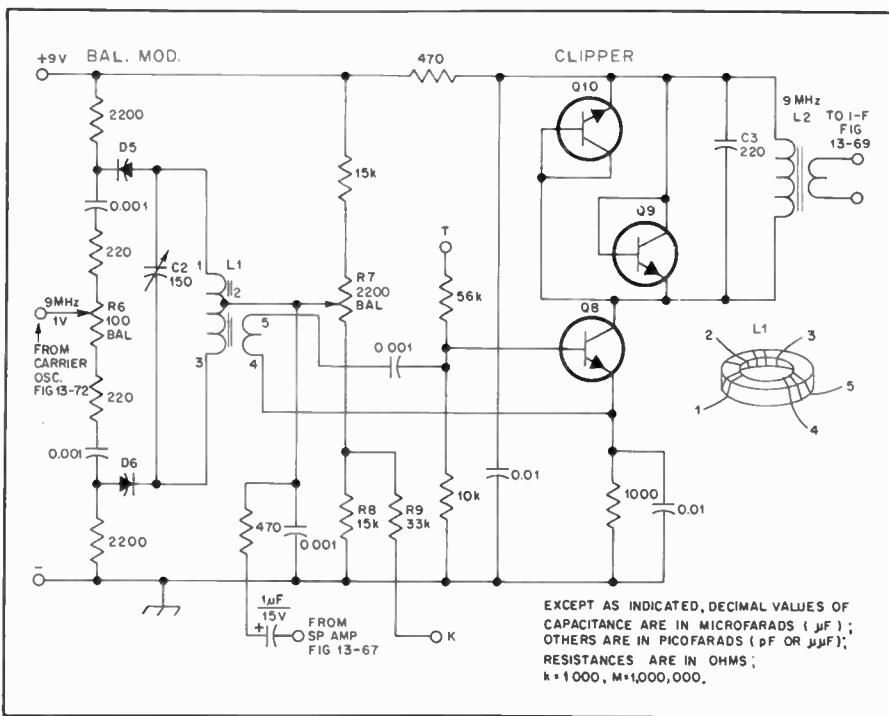 +9V BAL. MOD. CLIPPER
470
Q10
9MHz
L2
TO I-F
FIG
13-69
2200
D5
C3
220
15k
0.001
Q9
T
220
C2
150
1
L1
2
R7
2200
BAL
9MHz
1V
R6
100
BAL
56k
Q8
FROM
CARRIER
OSC.
FIG 13-72
5
0.001
L1
2
3
3
4
5
1
4
220
0.001
D6
0.01
470
0.001
R8
15k
R9
33k
10k
1000
0.01
2200
−
1µF
15V
+
FROM
SP AMP
FIG 13-67
K
EXCEPT AS INDICATED, DECIMAL VALUES OF
CAPACITANCE ARE IN MICROFARADS ( µF ) ;
OTHERS ARE IN PICOFARADS ( pF OR µµF);
RESISTANCES ARE IN OHMS ;
k=1000, M=1,000,000.